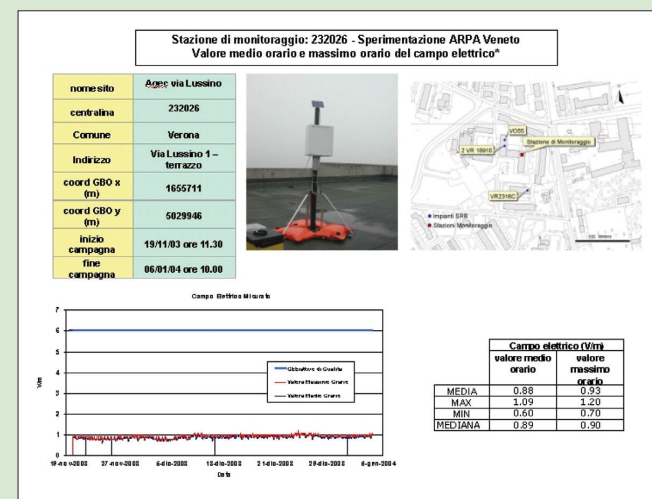 Stazione di monitoraggio: 232026 - Sperimentazione ARPA Veneto
Valore medio orario e massimo orario del campo elettrico*
nome sito Agec via Lussino
centralina 232026
Comune Verona
Indirizzo Via Lussino 1 –
terrazzo
coord GBO x
(m) 1655711
coord GBO y
(m) 5029946
inizio
campagna 19/11/03 ore 11.30
fine
campagna 06/01/04 ore 10.00
VO55
Stazione di Monitoraggio
2 VR 1891D
VR2316C
Impianti SRB
Stazioni Monitoraggio
Campo Elettrico Misurato
7
6
5
4
3
2
1
0
V/m
Obbiettivo di Qualità
Valore Massimo Orario
Valore Medio Orario
19-nov-2003 27-nov-2003 5-dic-2003 13-dic-2003 21-dic-2003 29-dic-2003 6-gen-2004
Data
Campo elettrico (V/m)
valore medio
orario
valore
massimo
orario
MEDIA 0.88 0.93
MAX 1.09 1.20
MIN 0.60 0.70
MEDIANA 0.89 0.90